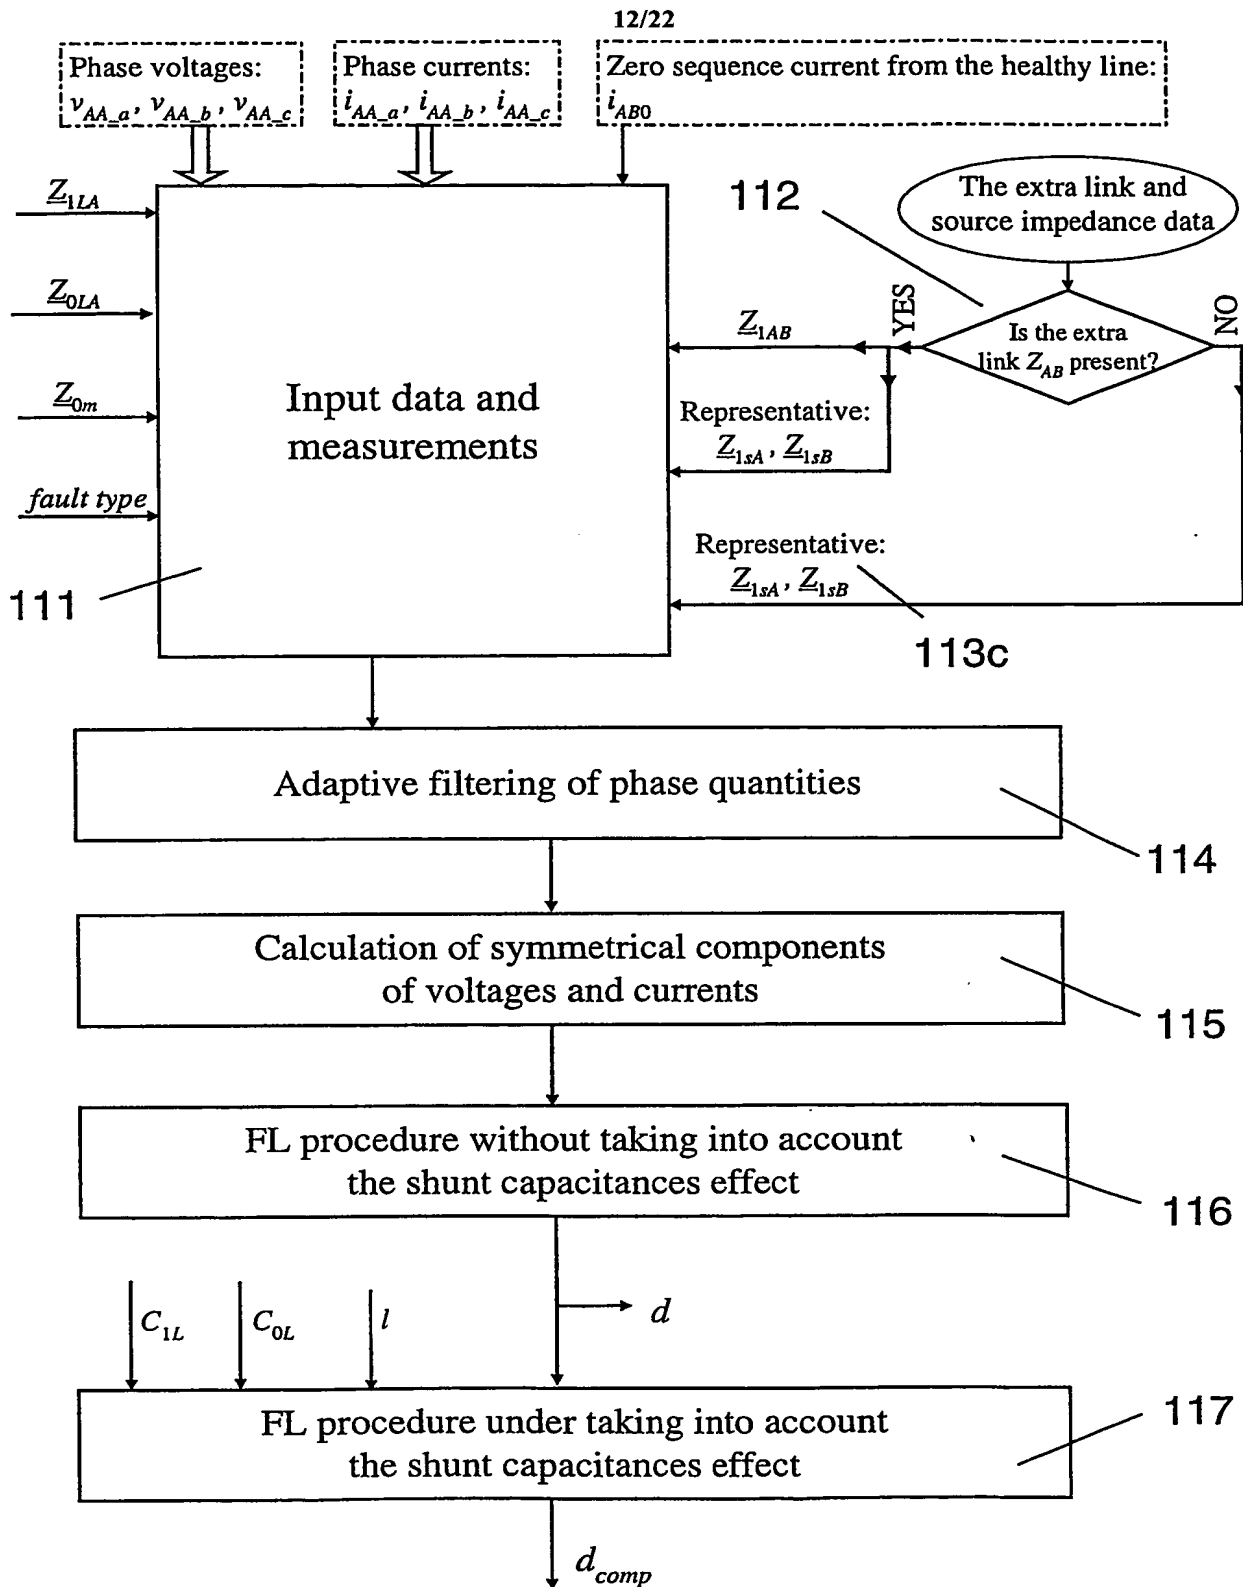 12/22
Phase voltages:
v_AA_a, v_AA_b, v_AA_c
Phase currents:
i_AA_a, i_AA_b, i_AA_c
Zero sequence current from the healthy line:
i_AB0
Z_1LA
Z_0LA
Z_0m
fault type
111
Input data and
measurements
112
The extra link and
source impedance data
Is the extra
link Z_AB present?
YES
NO
Z_1AB
Representative:
Z_1sA, Z_1sB
Representative:
Z_1sA, Z_1sB
113c
Adaptive filtering of phase quantities
114
Calculation of symmetrical components
of voltages and currents
115
FL procedure without taking into account
the shunt capacitances effect
116
C_1L
C_0L
l
d
FL procedure under taking into account
the shunt capacitances effect
117
d_comp